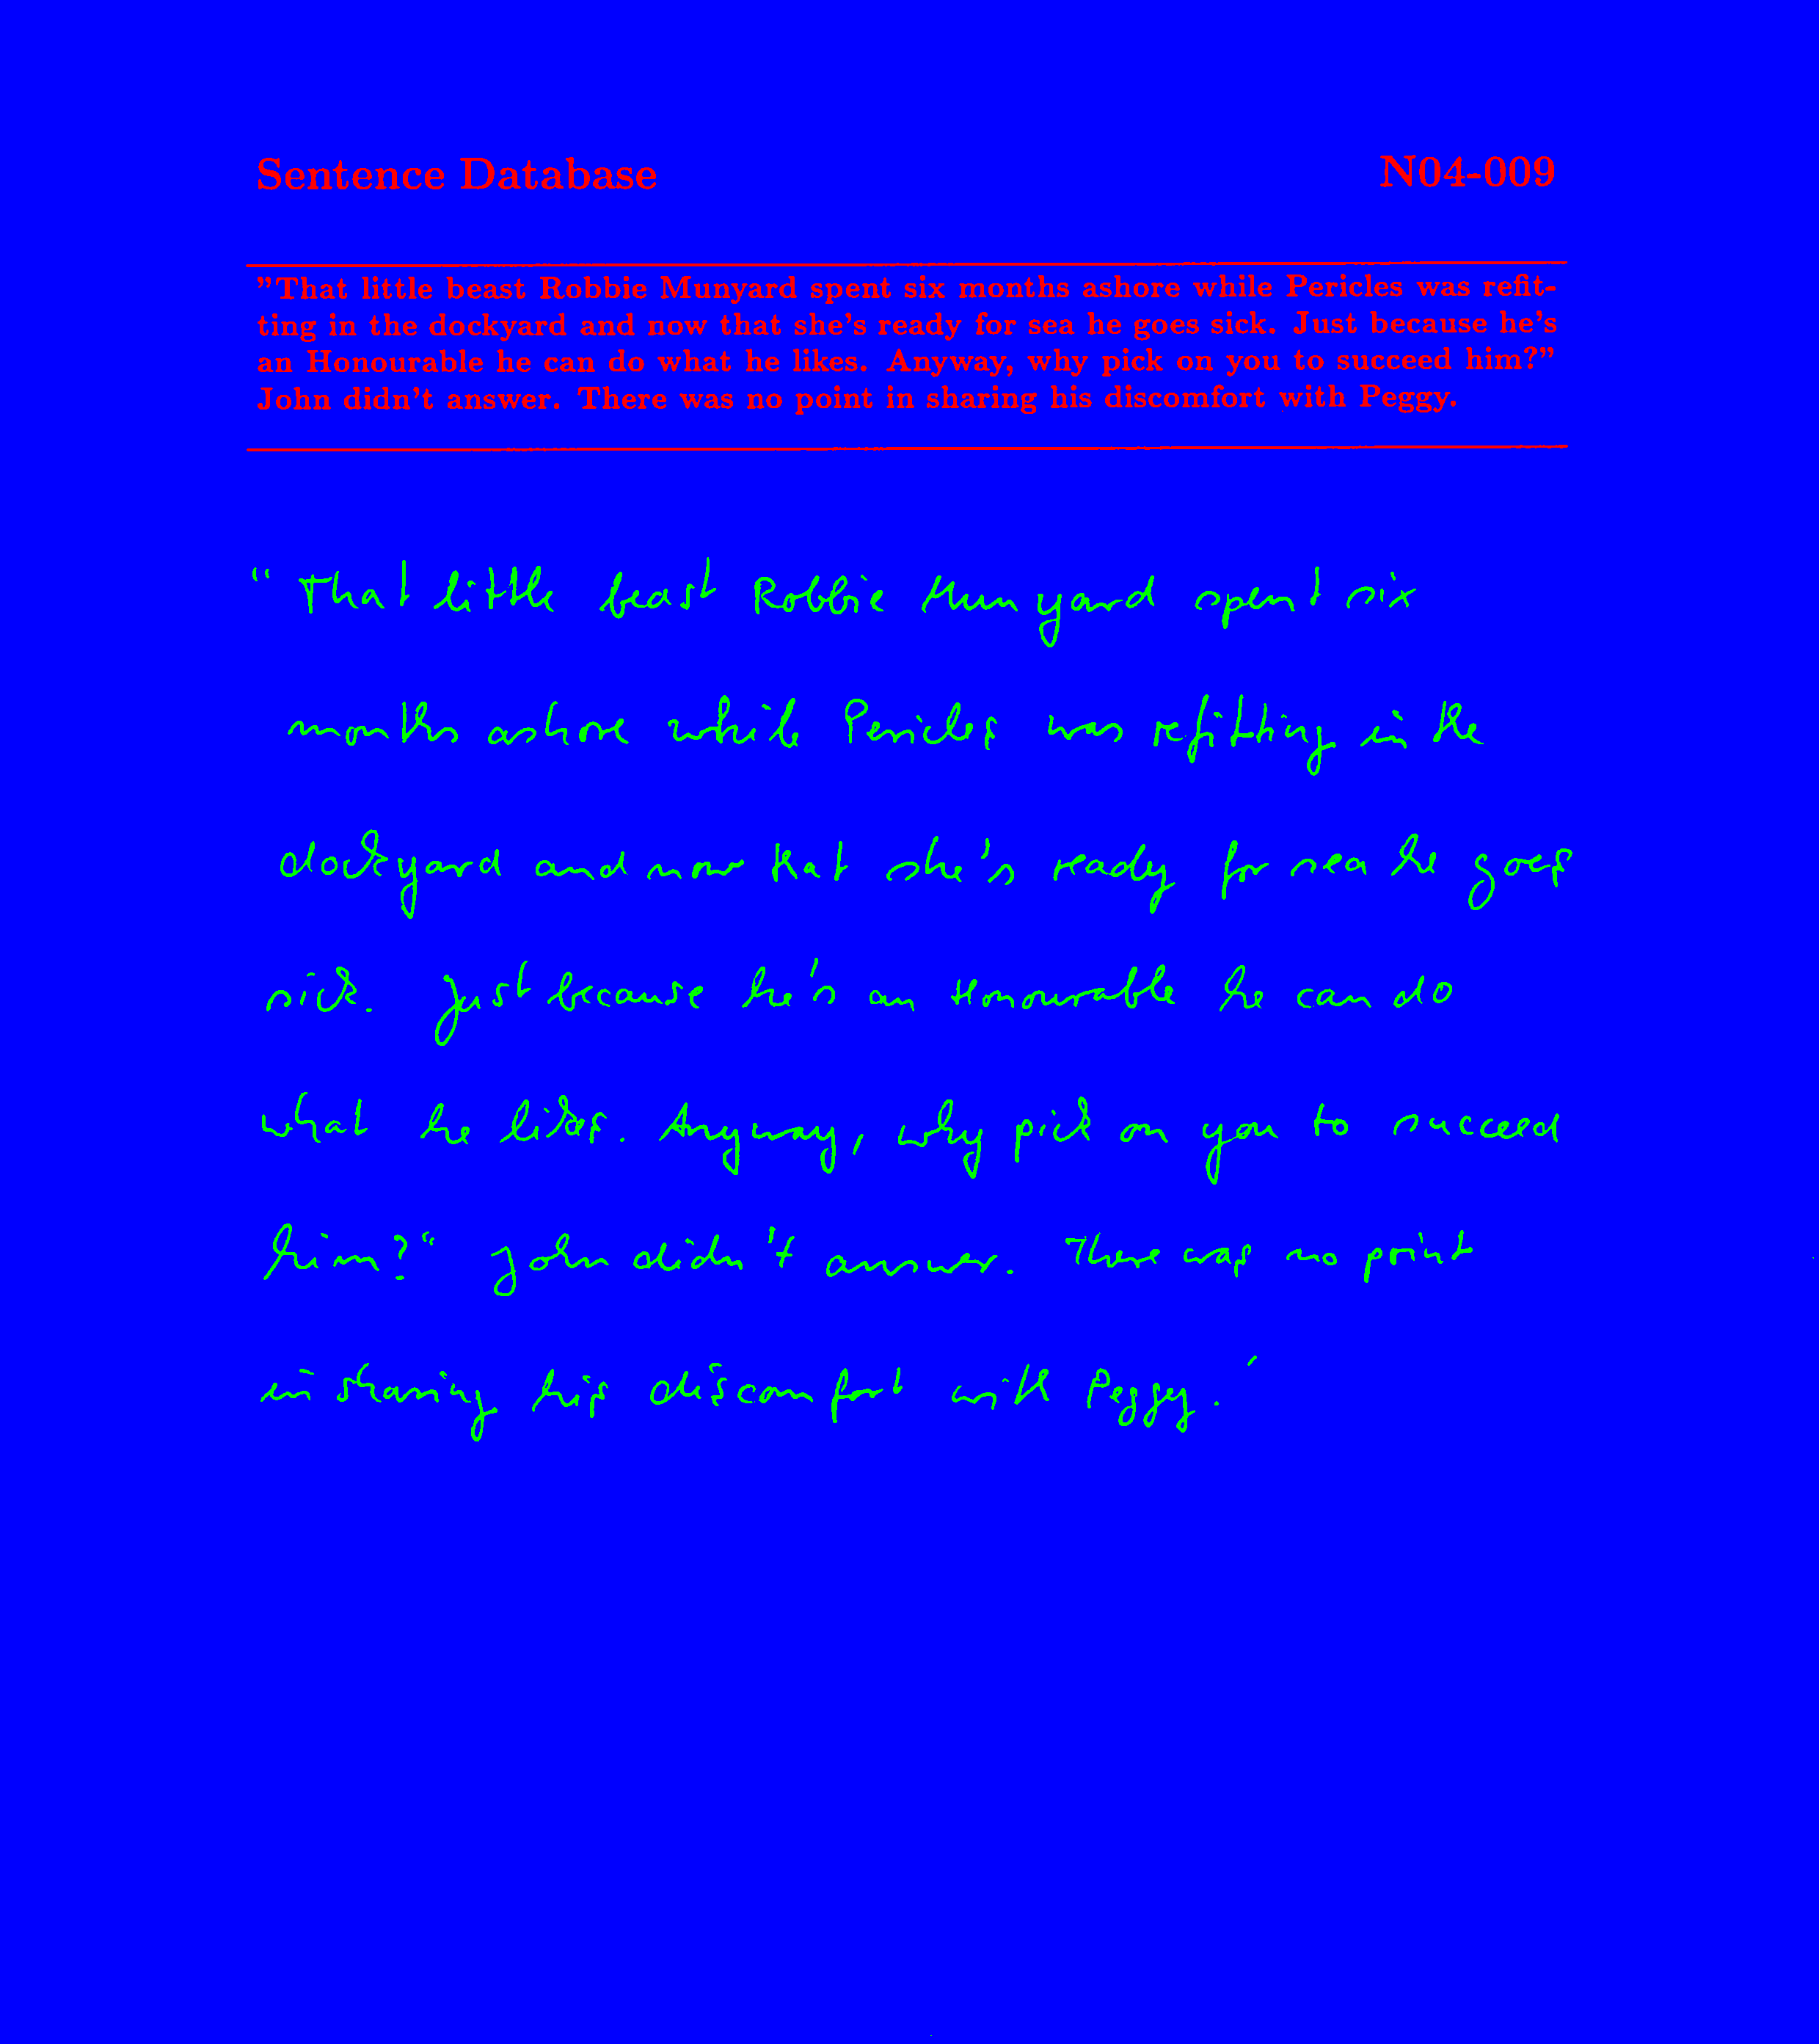 Sentence Database N04-009
"That little beast Robbie Munyard spent six months ashore while Pericles was refit-
ting in the dockyard and now that she's ready for sea he goes sick. Just because he's
an Honourable he can do what he likes. Anyway, why pick on you to succeed him?"
John didn't answer. There was no point in sharing his discomfort with Peggy.
"That little beast Robbie Munyard spent six
months ashore while Pericles was refitting in the
dockyard and now that she's ready for sea he goes
sick. Just because he's an Honourable he can do
what he likes. Anyway, why pick on you to succeed
him?" John didn't answer. There was no point
in sharing his discomfort with Peggy.'